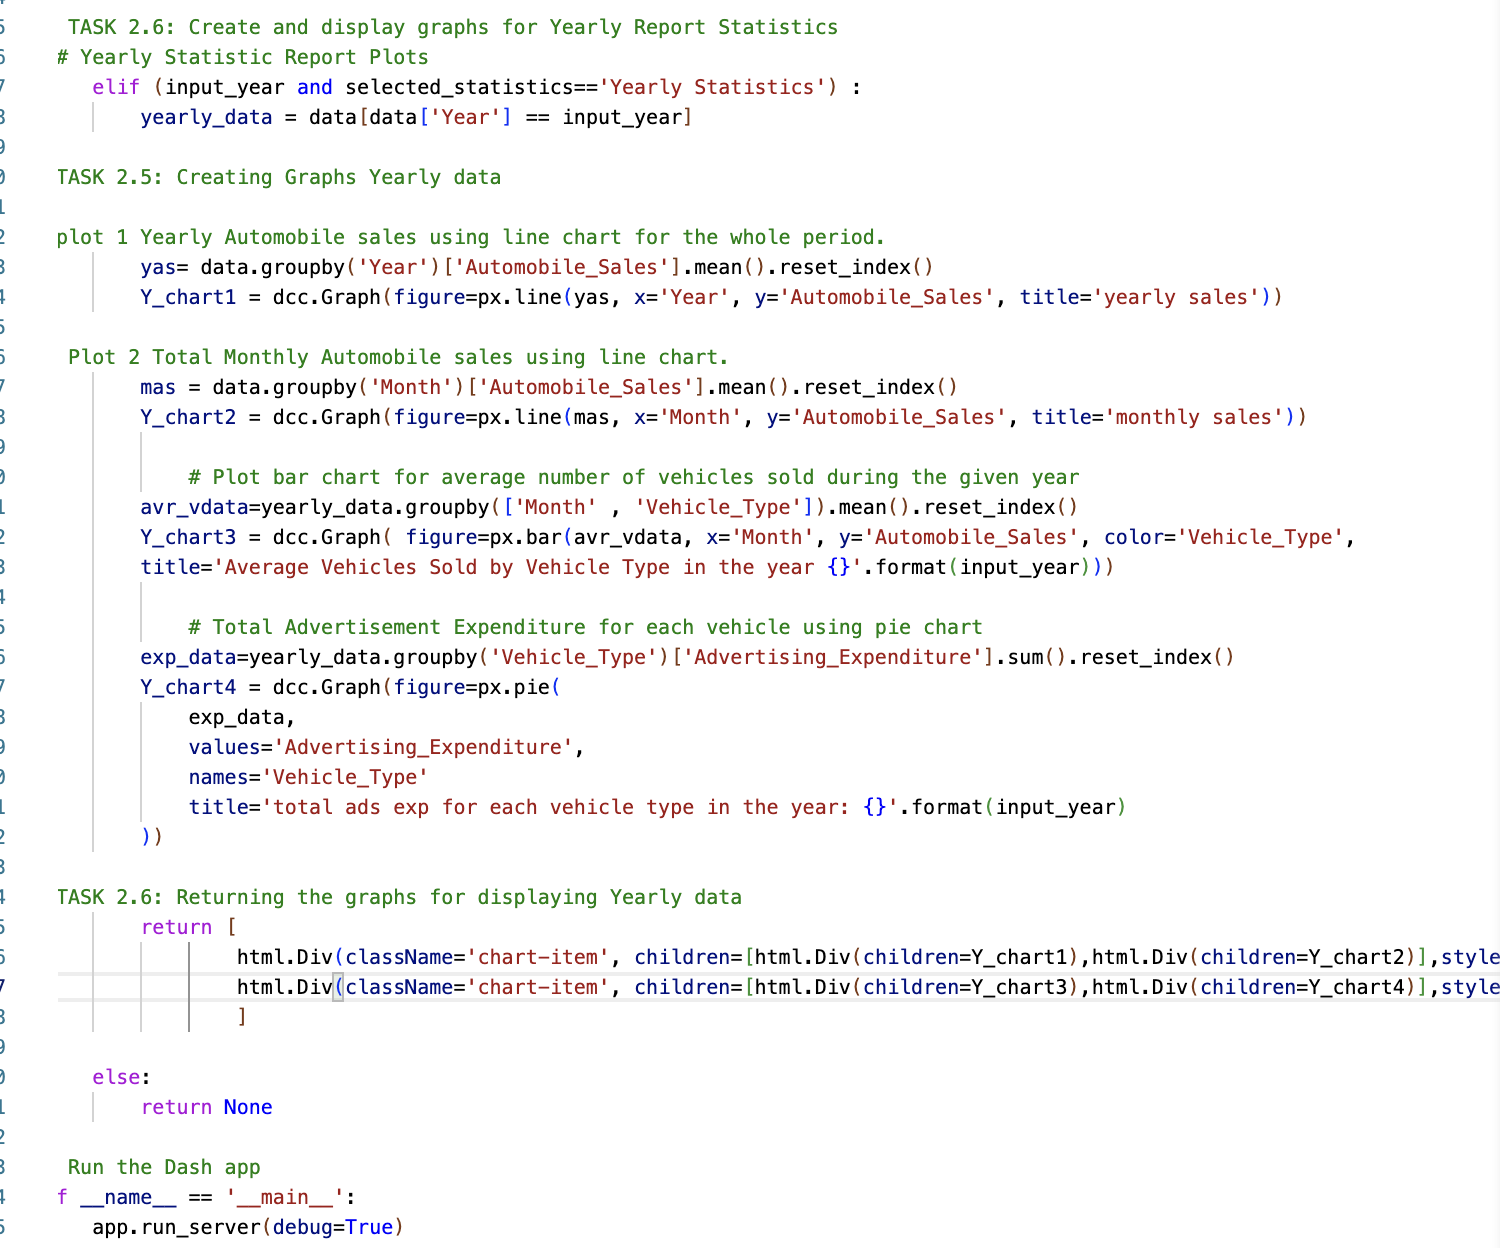 TASK 2.6: Create and display graphs for Yearly Report Statistics
# Yearly Statistic Report Plots
elif (input_year and selected_statistics=='Yearly Statistics') :
yearly_data = data[data['Year'] == input_year]
TASK 2.5: Creating Graphs Yearly data
plot 1 Yearly Automobile sales using line chart for the whole period.
yas= data.groupby('Year')['Automobile_Sales'].mean().reset_index()
Y_chart1 = dcc.Graph(figure=px.line(yas, x='Year', y='Automobile_Sales', title='yearly sales'))
Plot 2 Total Monthly Automobile sales using line chart.
mas = data.groupby('Month')['Automobile_Sales'].mean().reset_index()
Y_chart2 = dcc.Graph(figure=px.line(mas, x='Month', y='Automobile_Sales', title='monthly sales'))
# Plot bar chart for average number of vehicles sold during the given year
avr_vdata=yearly_data.groupby(['Month' , 'Vehicle_Type']).mean().reset_index()
Y_chart3 = dcc.Graph( figure=px.bar(avr_vdata, x='Month', y='Automobile_Sales', color='Vehicle_Type',
title='Average Vehicles Sold by Vehicle Type in the year {}'.format(input_year)))
# Total Advertisement Expenditure for each vehicle using pie chart
exp_data=yearly_data.groupby('Vehicle_Type')['Advertising_Expenditure'].sum().reset_index()
Y_chart4 = dcc.Graph(figure=px.pie(
exp_data,
values='Advertising_Expenditure',
names='Vehicle_Type'
title='total ads exp for each vehicle type in the year: {}'.format(input_year)
))
TASK 2.6: Returning the graphs for displaying Yearly data
return [
html.Div(className='chart-item', children=[html.Div(children=Y_chart1),html.Div(children=Y_chart2)],style
html.Div(className='chart-item', children=[html.Div(children=Y_chart3),html.Div(children=Y_chart4)],style
]
else:
return None
Run the Dash app
f __name__ == '__main__':
app.run_server(debug=True)